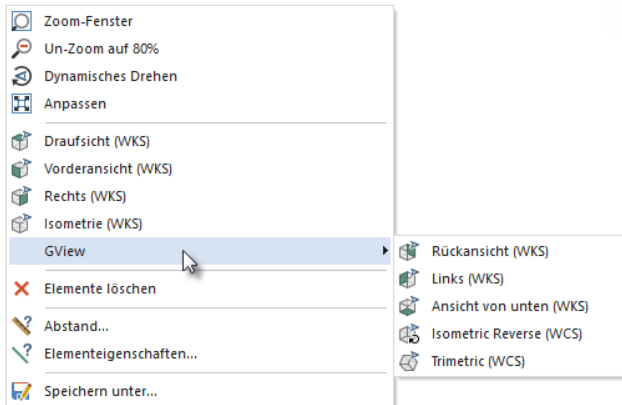 Zoom-Fenster
Un-Zoom auf 80%
Dynamisches Drehen
Anpassen
Draufsicht (WKS)
Vorderansicht (WKS)
Rechts (WKS)
Isometrie (WKS)
GView
Rückansicht (WKS)
Links (WKS)
Ansicht von unten (WKS)
Isometric Reverse (WCS)
Trimetric (WCS)
Elemente löschen
Abstand...
Elementeigenschaften...
Speichern unter...